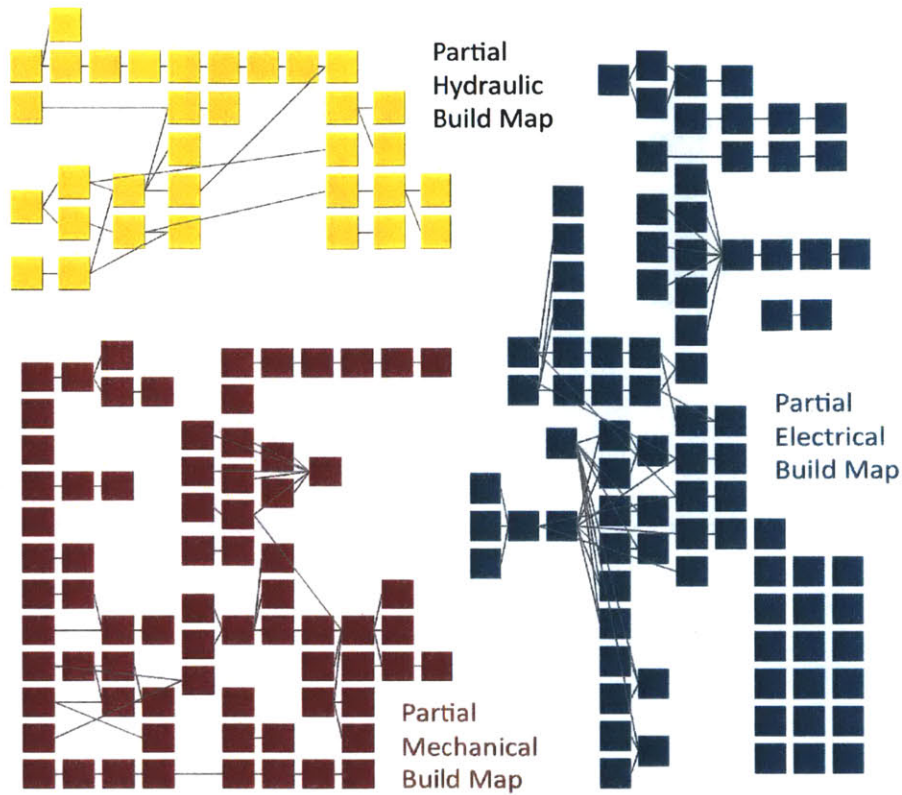 Partial
Hydraulic
Build Map
Partial
Electrical
Build Map
Partial
Mechanical
Build Map